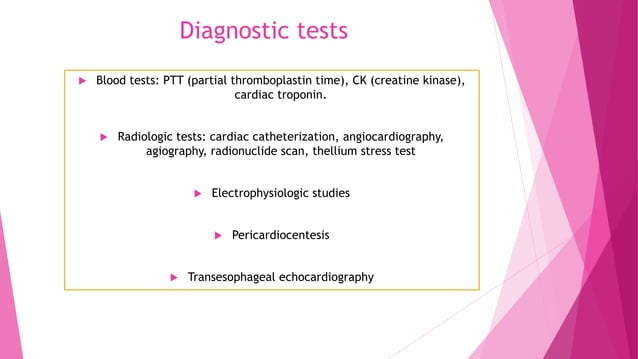 Diagnostic tests
Blood tests: PTT (partial thromboplastin time), CK (creatine kinase),
cardiac troponin.
Radiologic tests: cardiac catheterization, angiocardiography,
agiography, radionuclide scan, thellium stress test
Electrophysiologic studies
Pericardiocentesis
Transesophageal echocardiography